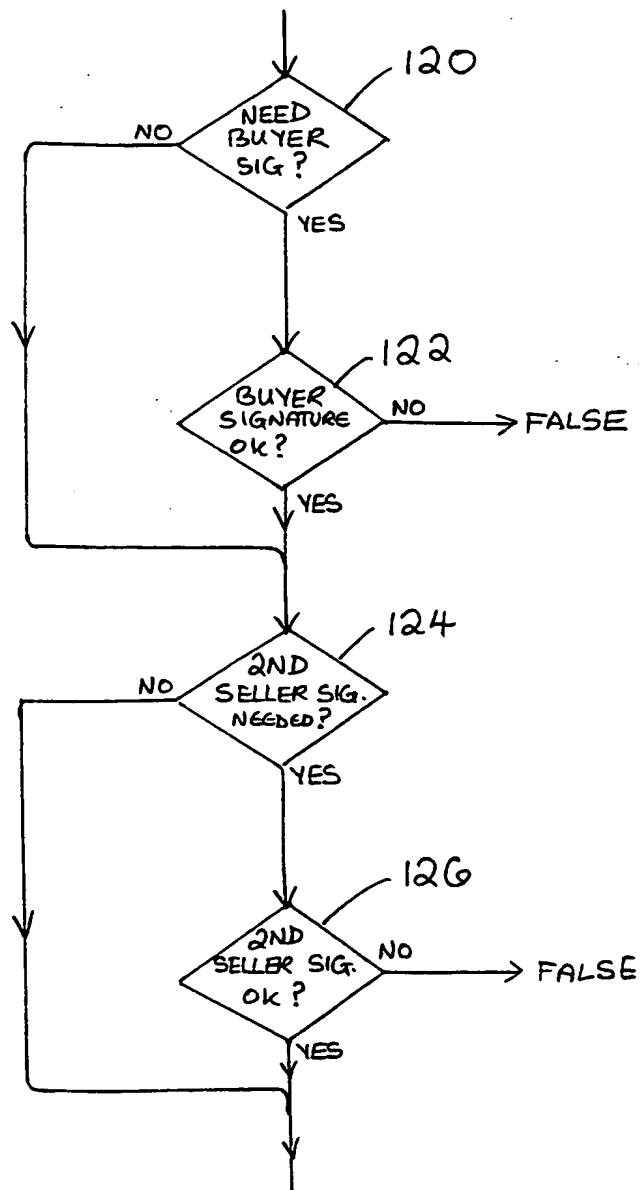 120
NEED
BUYER
SIG?
NO
YES
122
BUYER
SIGNATURE
OK?
NO
FALSE
YES
124
2ND
SELLER SIG.
NEEDED?
NO
YES
126
2ND
SELLER SIG.
OK?
NO
FALSE
YES